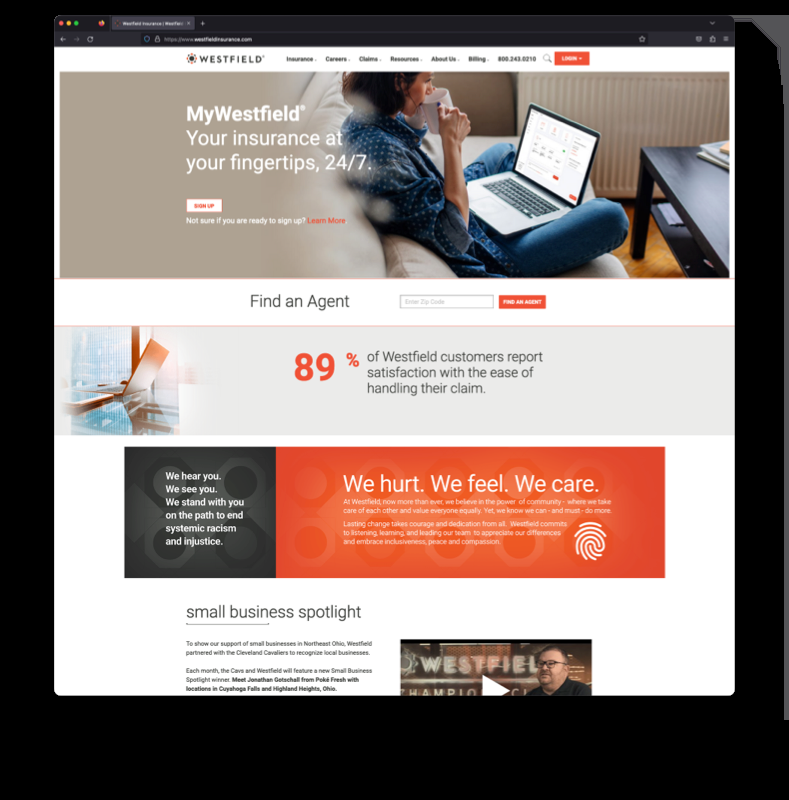 Westfield Insurance | Westfield
https://www.westfieldinsurance.com
WESTFIELD®
Insurance Careers Claims Resources About Us Billing 800.243.0210 LOGIN
MyWestfield®
Your insurance at
your fingertips, 24/7.
SIGN UP
Not sure if you are ready to sign up? Learn More
Find an Agent Enter Zip Code FIND AN AGENT
89 %
of Westfield customers report
satisfaction with the ease of
handling their claim.
We hear you.
We see you.
We stand with you
on the path to end
systemic racism
and injustice.
We hurt. We feel. We care.
At Westfield, now more than ever, we believe in the power of community - where we take
care of each other and value everyone equally. Yet, we know we can - and must - do more.
Lasting change takes courage and dedication from all. Westfield commits
to listening, learning, and leading our team to appreciate our differences
and embrace inclusiveness, peace and compassion.
small business spotlight
To show our support of small businesses in Northeast Ohio, Westfield
partnered with the Cleveland Cavaliers to recognize local businesses.
Each month, the Cavs and Westfield will feature a new Small Business
Spotlight winner. Meet Jonathan Gotschall from Poké Fresh with
locations in Cuyahoga Falls and Highland Heights, Ohio.
WESTFIEL
CHAMPIO